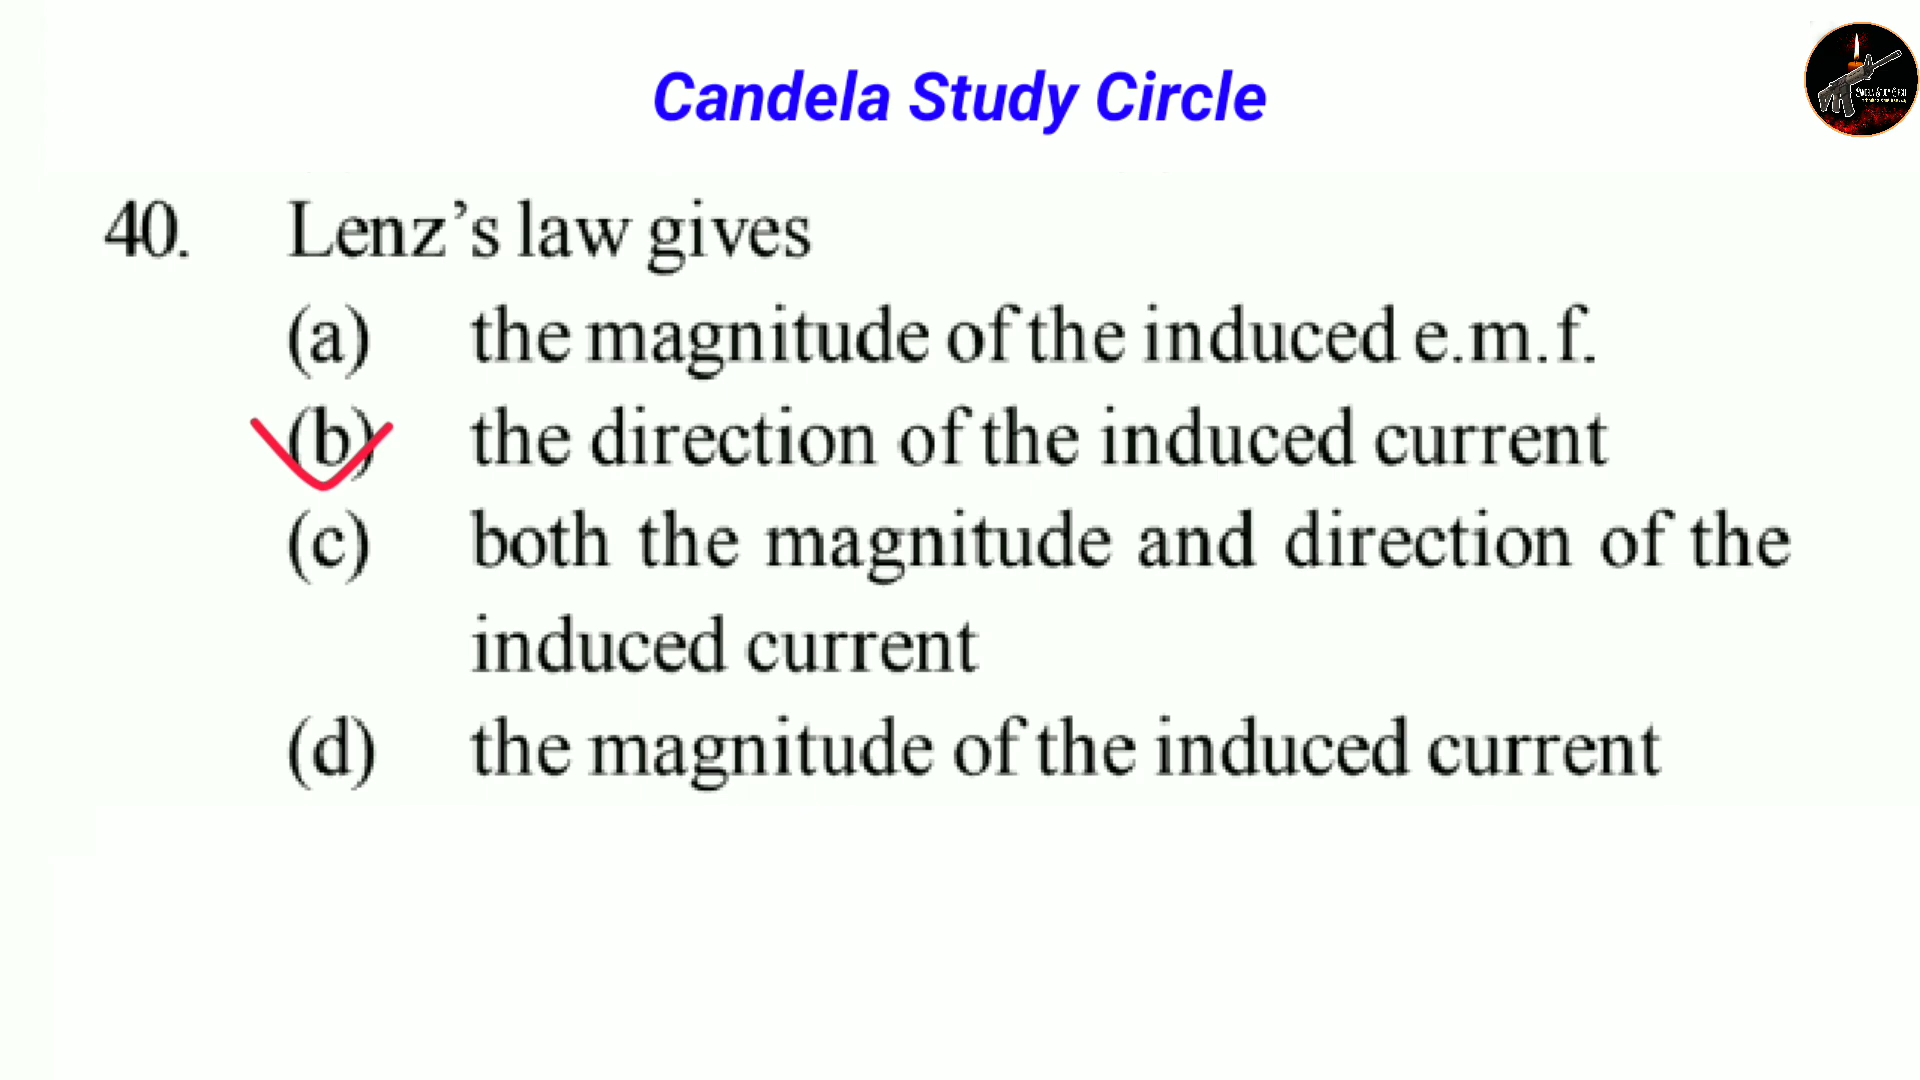 Candela Study Circle
40. Lenz’s law gives
(a) the magnitude of the induced e.m.f.
(b) the direction of the induced current
(c) both the magnitude and direction of the
induced current
(d) the magnitude of the induced current